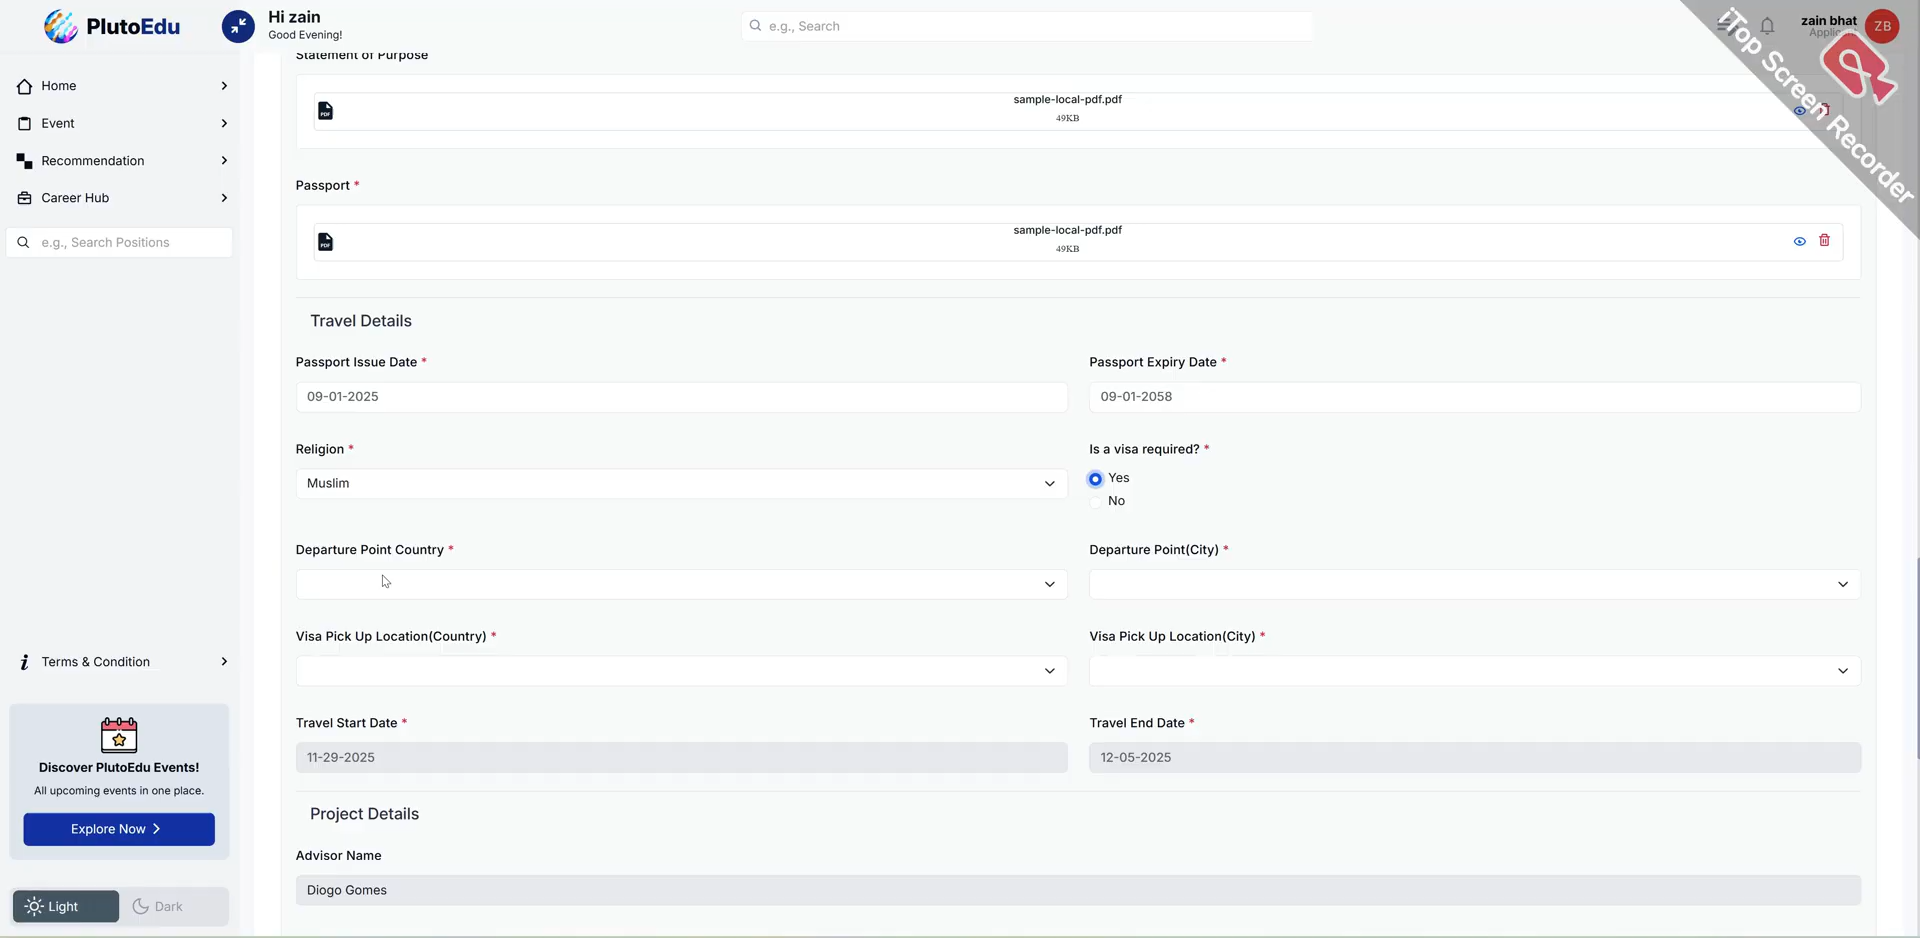 PlutoEdu
Hi zain
Good Evening!
e.g., Search
zain bhat
ZB
iTop Screen Recorder
Home
Event
Recommendation
Career Hub
e.g., Search Positions
Statement of Purpose
PDF
sample-local-pdf.pdf
49KB
Passport *
PDF
sample-local-pdf.pdf
49KB
Travel Details
Passport Issue Date *
Passport Expiry Date *
09-01-2025
09-01-2058
Religion *
Is a visa required? *
Muslim
Yes
No
Departure Point Country *
Departure Point(City) *
Visa Pick Up Location(Country) *
Visa Pick Up Location(City) *
Travel Start Date *
Travel End Date *
11-29-2025
12-05-2025
Project Details
Advisor Name
Diogo Gomes
Terms & Condition
Discover PlutoEdu Events!
All upcoming events in one place.
Explore Now
Light
Dark